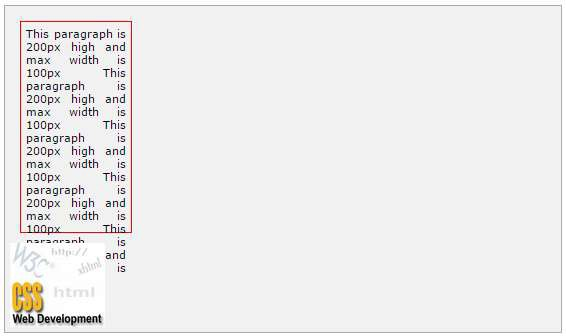 This paragraph is
200px high and
max width is
100px This
paragraph is
200px high and
max width is
100px This
paragraph is
200px high and
max width is
100px This
paragraph is
200px high and
max width is
100px This
paragraph is
and
is
W3C
http://
xhtml
CSS
html
Web Development